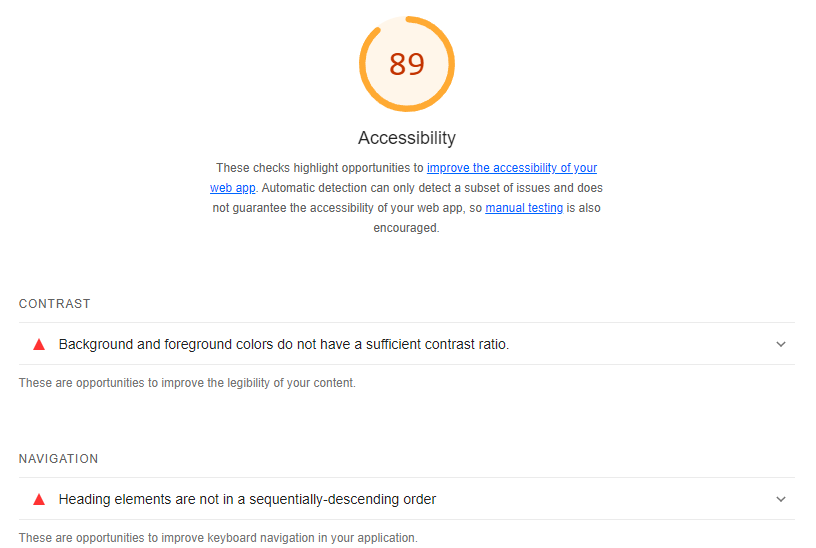 89
Accessibility
These checks highlight opportunities to improve the accessibility of your
web app. Automatic detection can only detect a subset of issues and does
not guarantee the accessibility of your web app, so manual testing is also
encouraged.
CONTRAST
Background and foreground colors do not have a sufficient contrast ratio.
These are opportunities to improve the legibility of your content.
NAVIGATION
Heading elements are not in a sequentially-descending order
These are opportunities to improve keyboard navigation in your application.